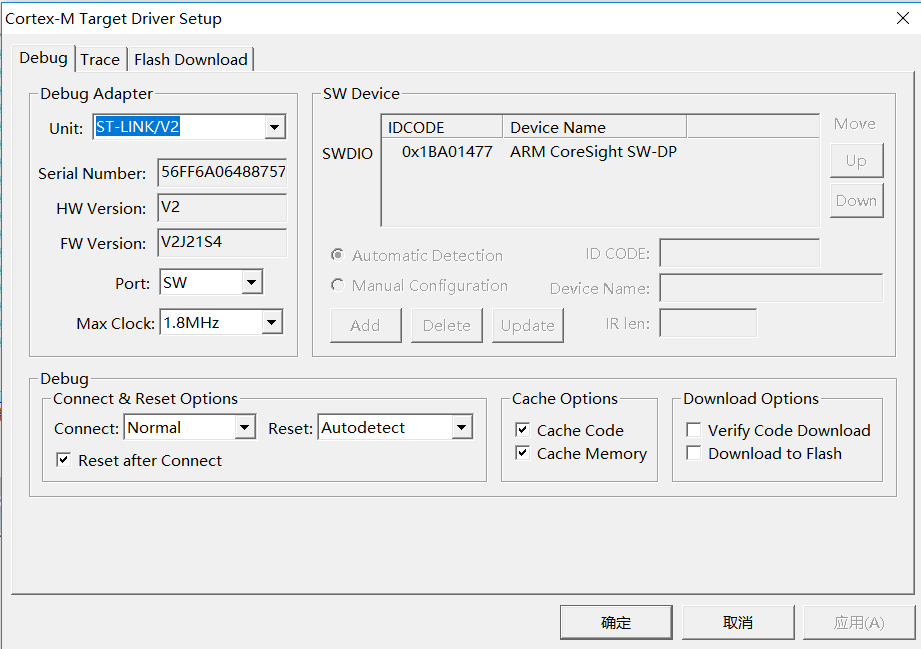 Cortex-M Target Driver Setup
Debug Trace Flash Download
Debug Adapter
Unit: ST-LINK/V2
Serial Number: 56FF6A06488757
HW Version: V2
FW Version: V2J21S4
Port: SW
Max Clock: 1.8MHz
SW Device
IDCODE Device Name
SWDIO 0x1BA01477 ARM CoreSight SW-DP
Move
Up
Down
Automatic Detection
Manual Configuration
ID CODE:
Device Name:
Add Delete Update IR len:
Debug
Connect & Reset Options
Connect: Normal Reset: Autodetect
Reset after Connect
Cache Options
Cache Code
Cache Memory
Download Options
Verify Code Download
Download to Flash
确定 取消 应用(A)